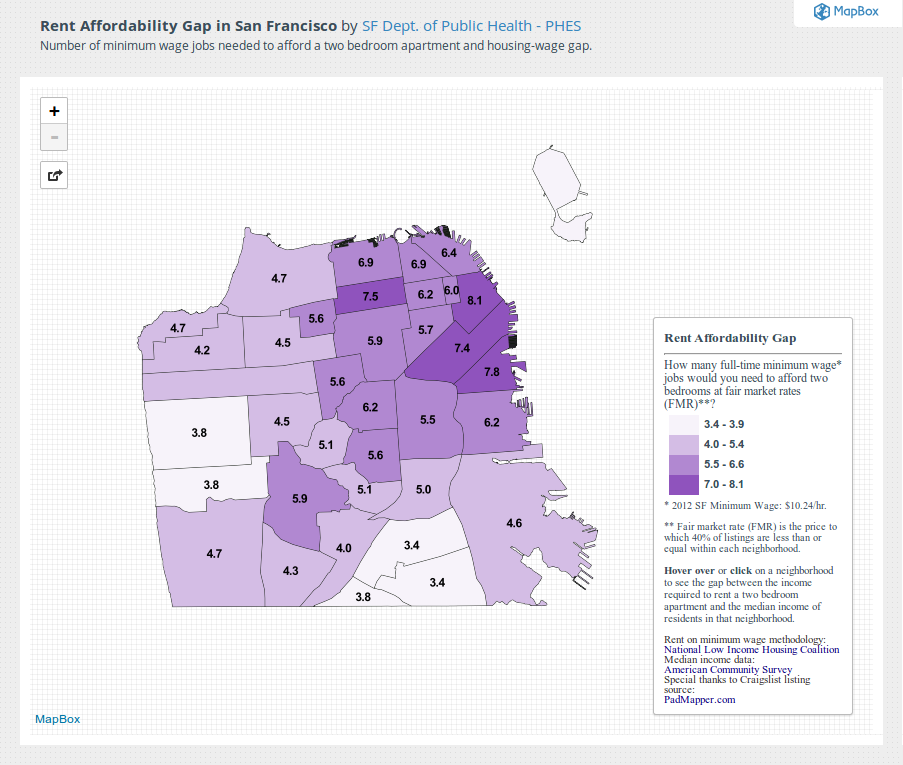 MapBox
Rent Affordability Gap in San Francisco by SF Dept. of Public Health - PHES
Number of minimum wage jobs needed to afford a two bedroom apartment and housing-wage gap.
+
-
6.4
6.9
6.9
4.7
7.5
6.2
6.0
8.1
5.6
4.7
5.7
4.5
5.9
4.2
7.4
7.8
5.6
6.2
4.5
5.5
6.2
3.8
5.1
5.6
3.8
5.9
5.1
5.0
4.6
4.7
4.0
3.4
4.3
3.4
3.8
Rent Affordability Gap
How many full-time minimum wage*
jobs would you need to afford two
bedrooms at fair market rates
(FMR)**?
3.4 - 3.9
4.0 - 5.4
5.5 - 6.6
7.0 - 8.1
* 2012 SF Minimum Wage: $10.24/hr.
** Fair market rate (FMR) is the price to
which 40% of listings are less than or
equal within each neighborhood.
Hover over or click on a neighborhood
to see the gap between the income
required to rent a two bedroom
apartment and the median income of
residents in that neighborhood.
Rent on minimum wage methodology:
National Low Income Housing Coalition
Median income data:
American Community Survey
Special thanks to Craigslist listing
source:
PadMapper.com
MapBox